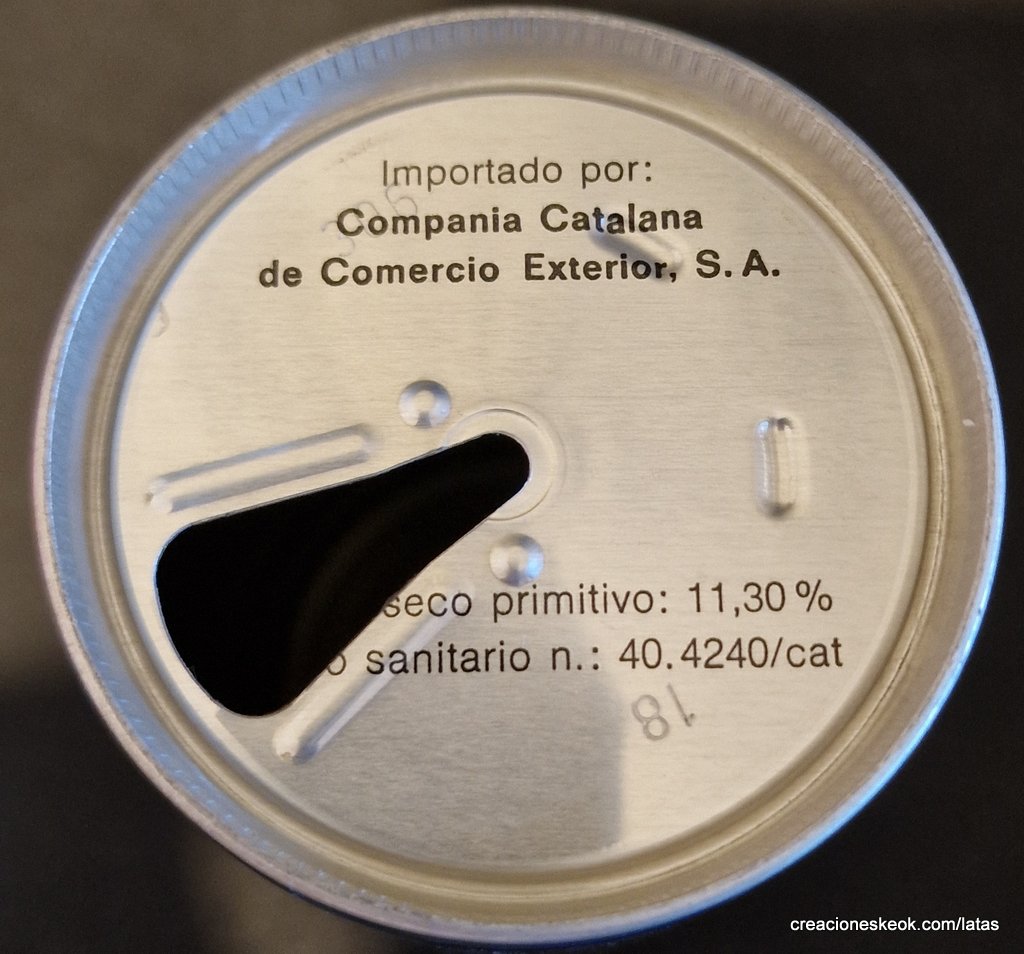 Importado por:
Compania Catalana
de Comercio Exterior, S. A.
seco primitivo: 11,30 %
sanitario n.: 40.4240/cat
18
creacioneskeok.com/latas